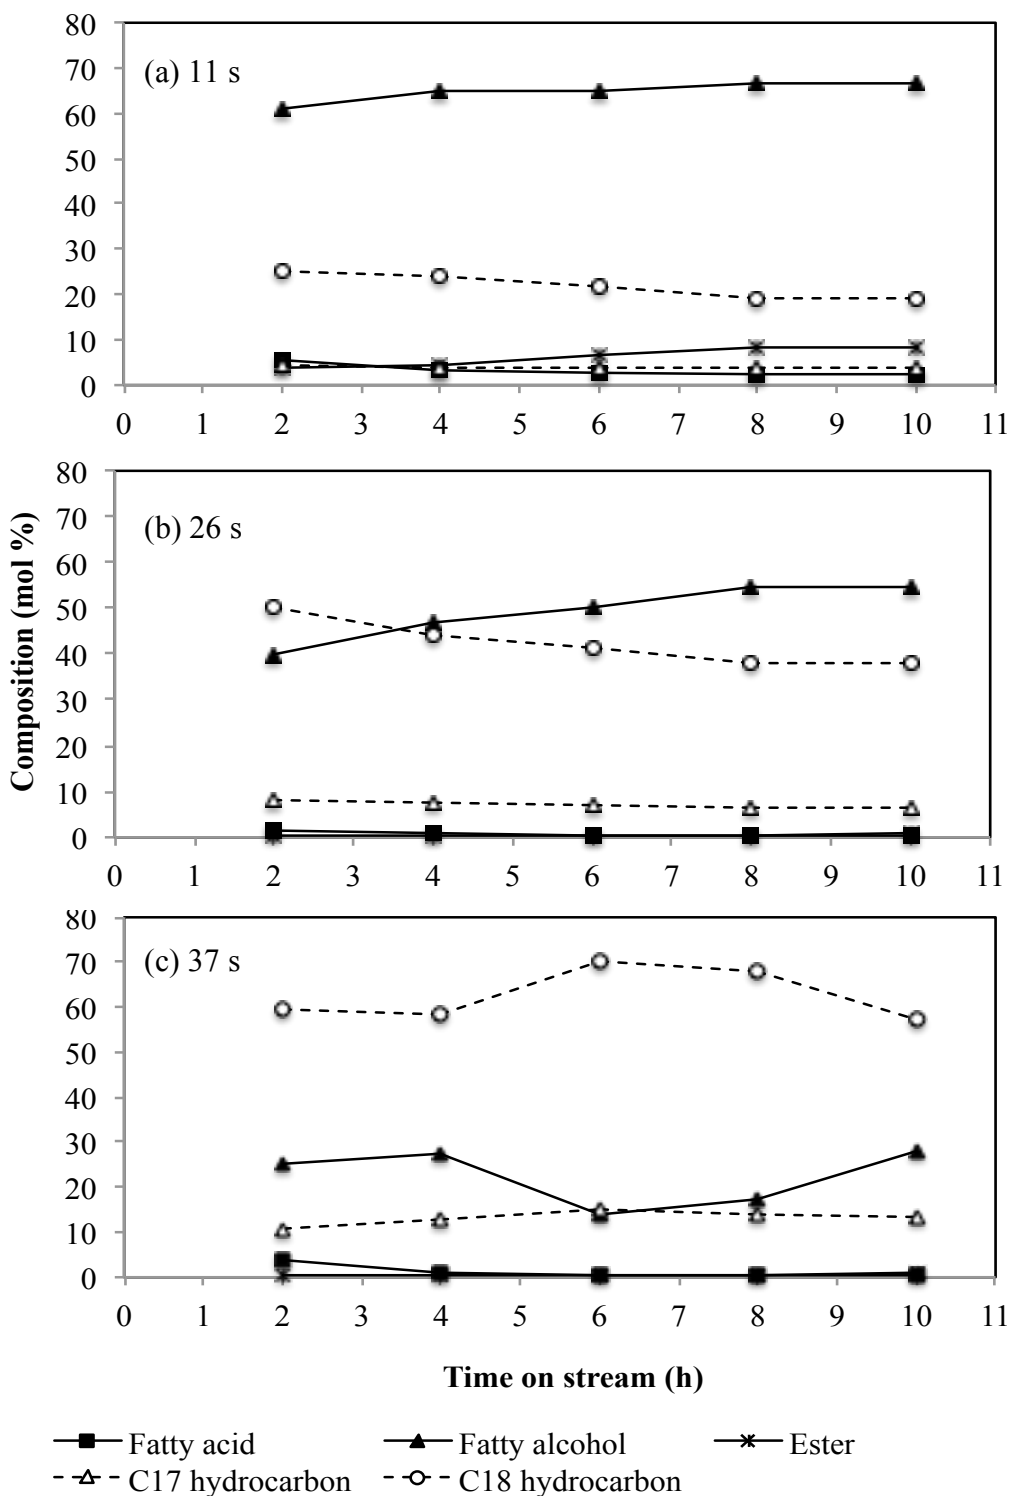 80
(a) 11 s
70
60
50
40
30
20
10
0
0 1 2 3 4 5 6 7 8 9 10 11
80
(b) 26 s
70
60
50
40
30
20
10
0
0 1 2 3 4 5 6 7 8 9 10 11
Composition (mol %)
80
(c) 37 s
70
60
50
40
30
20
10
0
0 1 2 3 4 5 6 7 8 9 10 11
Time on stream (h)
Fatty acid Fatty alcohol Ester
C17 hydrocarbon C18 hydrocarbon